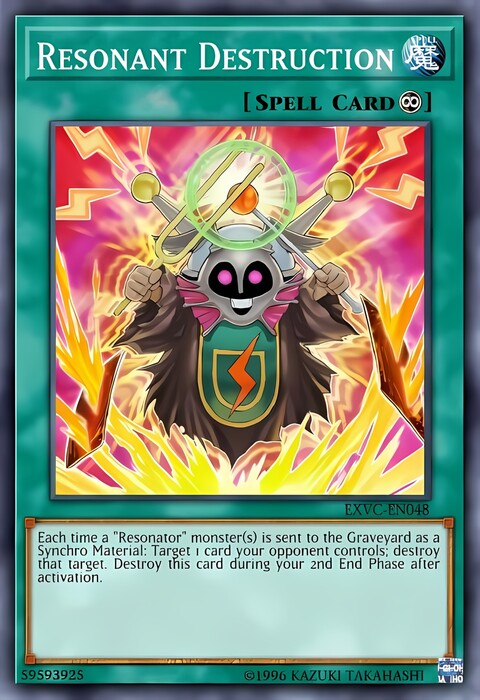 Resonant Destruction 魔
[Spell Card]
EXVC-EN048
Each time a "Resonator" monster(s) is sent to the Graveyard as a
Synchro Material: Target 1 card your opponent controls; destroy
that target. Destroy this card during your 2nd End Phase after
activation.
59593925
©1996 KAZUKI TAKAHASHI